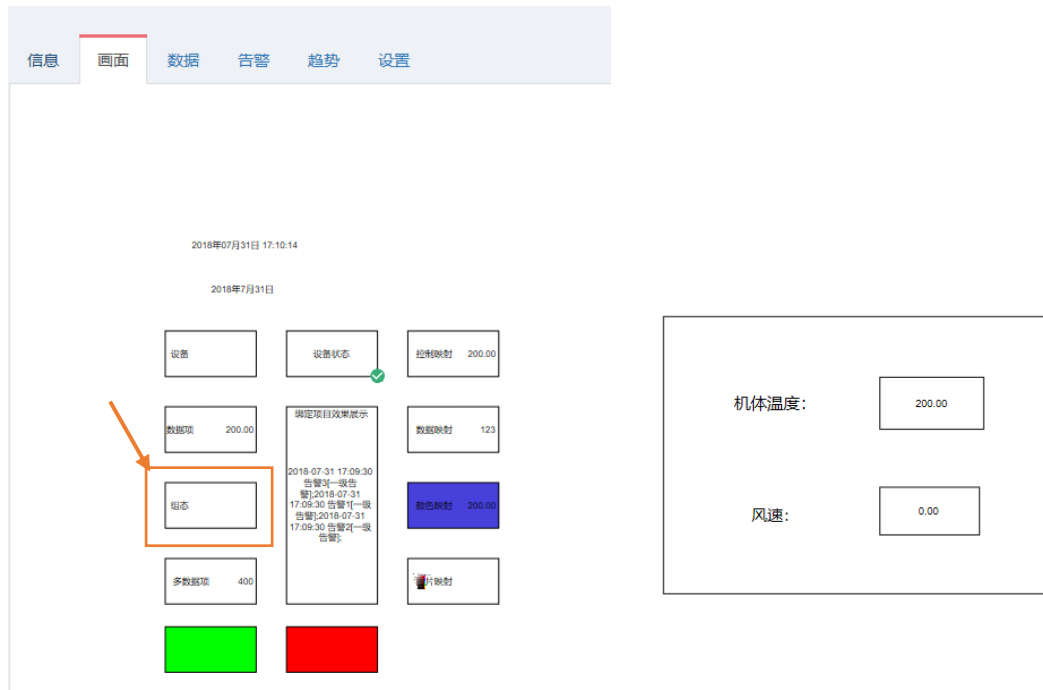 信息 画面 数据 告警 趋势 设置
2018年07月31日 17:10:14
2018年7月31日
设备 设备状态 控制映射 200.00
数据项 200.00 绑定项目效果展示 数据映射 123
2018-07-31 17:09:30
告警3[一级告
警];2018-07-31
17:09:30 告警1[一级
告警];2018-07-31
17:09:30 告警2[一级
告警];
组态 颜色映射 200.00
多数据项 400 片映射
机体温度: 200.00
风速: 0.00